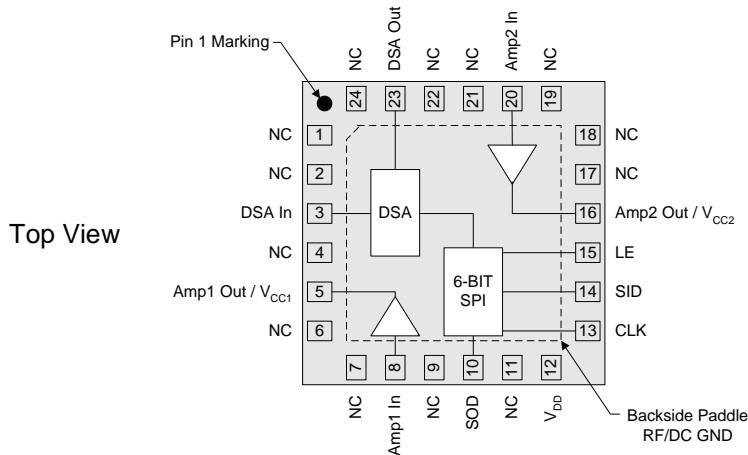 Pin 1 Marking
NC
DSA Out
NC
NC
Amp2 In
NC
24
23
22
21
20
19
NC 1
18 NC
NC 2
17 NC
DSA In 3
DSA
16 Amp2 Out / VCC2
Top View
NC 4
15 LE
Amp1 Out / VCC1 5
6-BIT
SPI
14 SID
NC 6
13 CLK
7
8
9
10
11
12
NC
Amp1 In
NC
SOD
NC
VDD
Backside Paddle
RF/DC GND